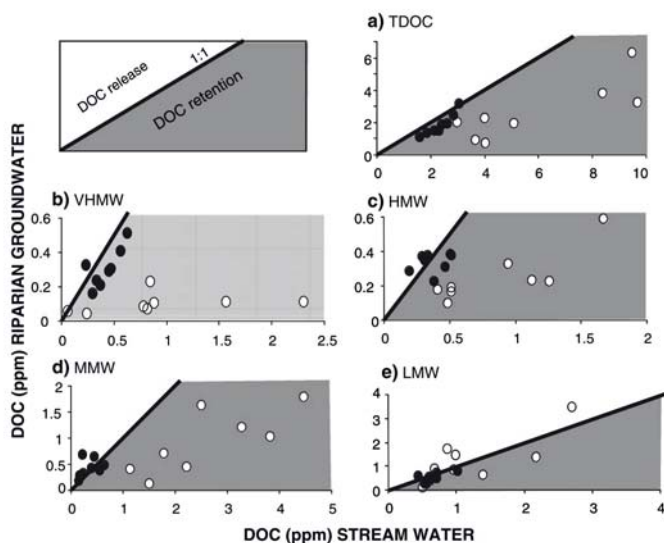 DOC release
1:1
DOC retention
a) TDOC
6
4
2
0
0 2 4 6 8 10
b) VHMW
0.6
0.4
0.2
0
0 0.5 1 1.5 2 2.5
c) HMW
0.6
0.4
0.2
0
0 0.5 1 1.5 2
d) MMW
2
1.5
1
0.5
0
0 1 2 3 4 5
e) LMW
4
3
2
1
0
0 1 2 3 4
DOC (ppm) RIPARIAN GROUNDWATER
DOC (ppm) STREAM WATER